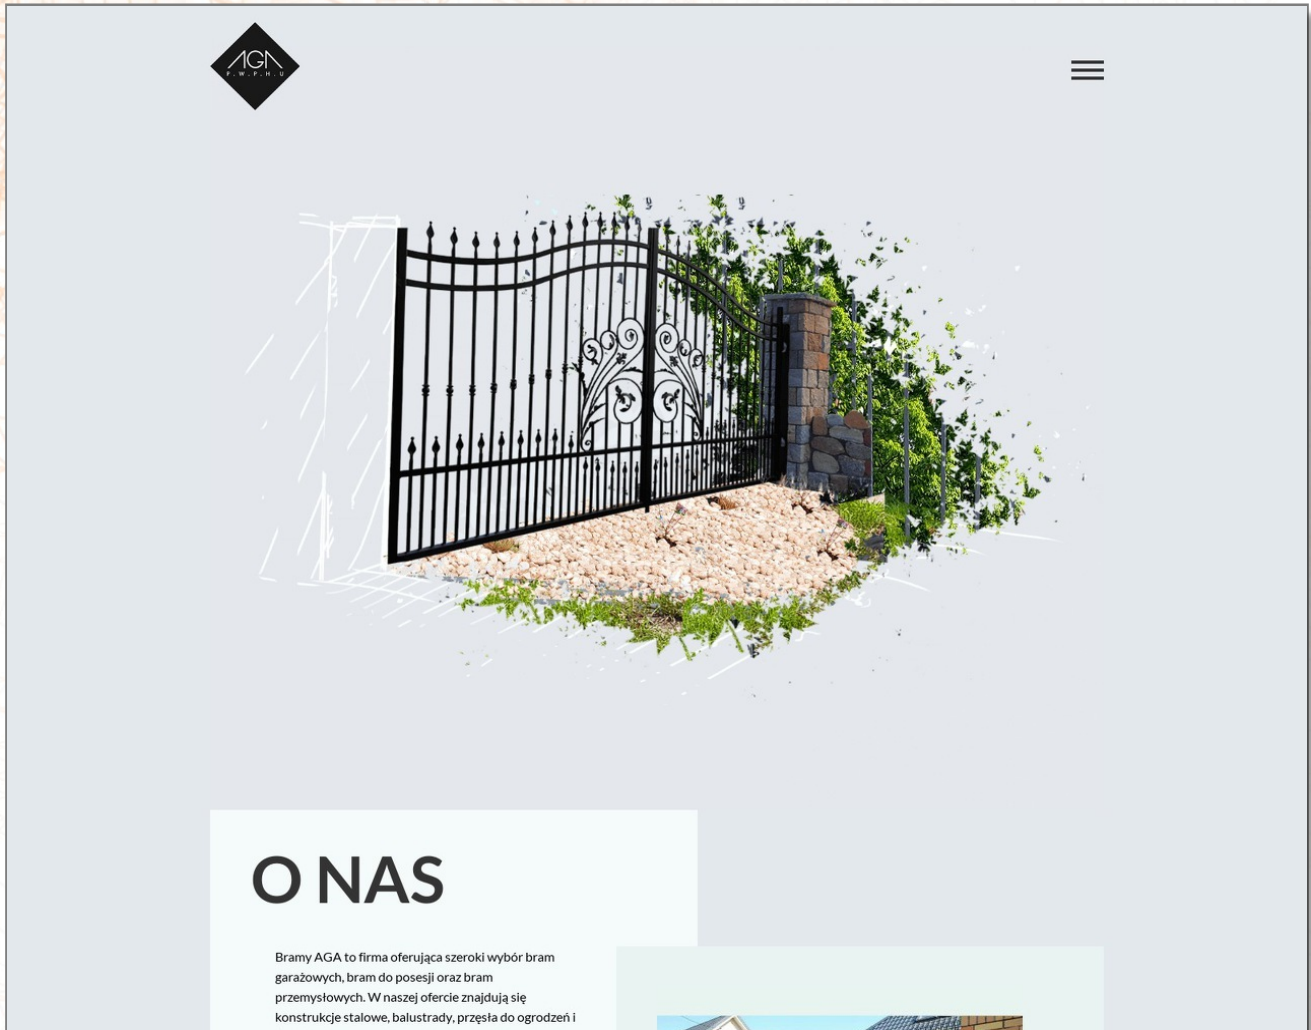 AGA
F.W.P.H.U
O NAS
Bramy AGA to firma oferująca szeroki wybór bram
garażowych, bram do posesji oraz bram
przemysłowych. W naszej ofercie znajdują się
konstrukcje stalowe, balustrady, przęsła do ogrodzeń i